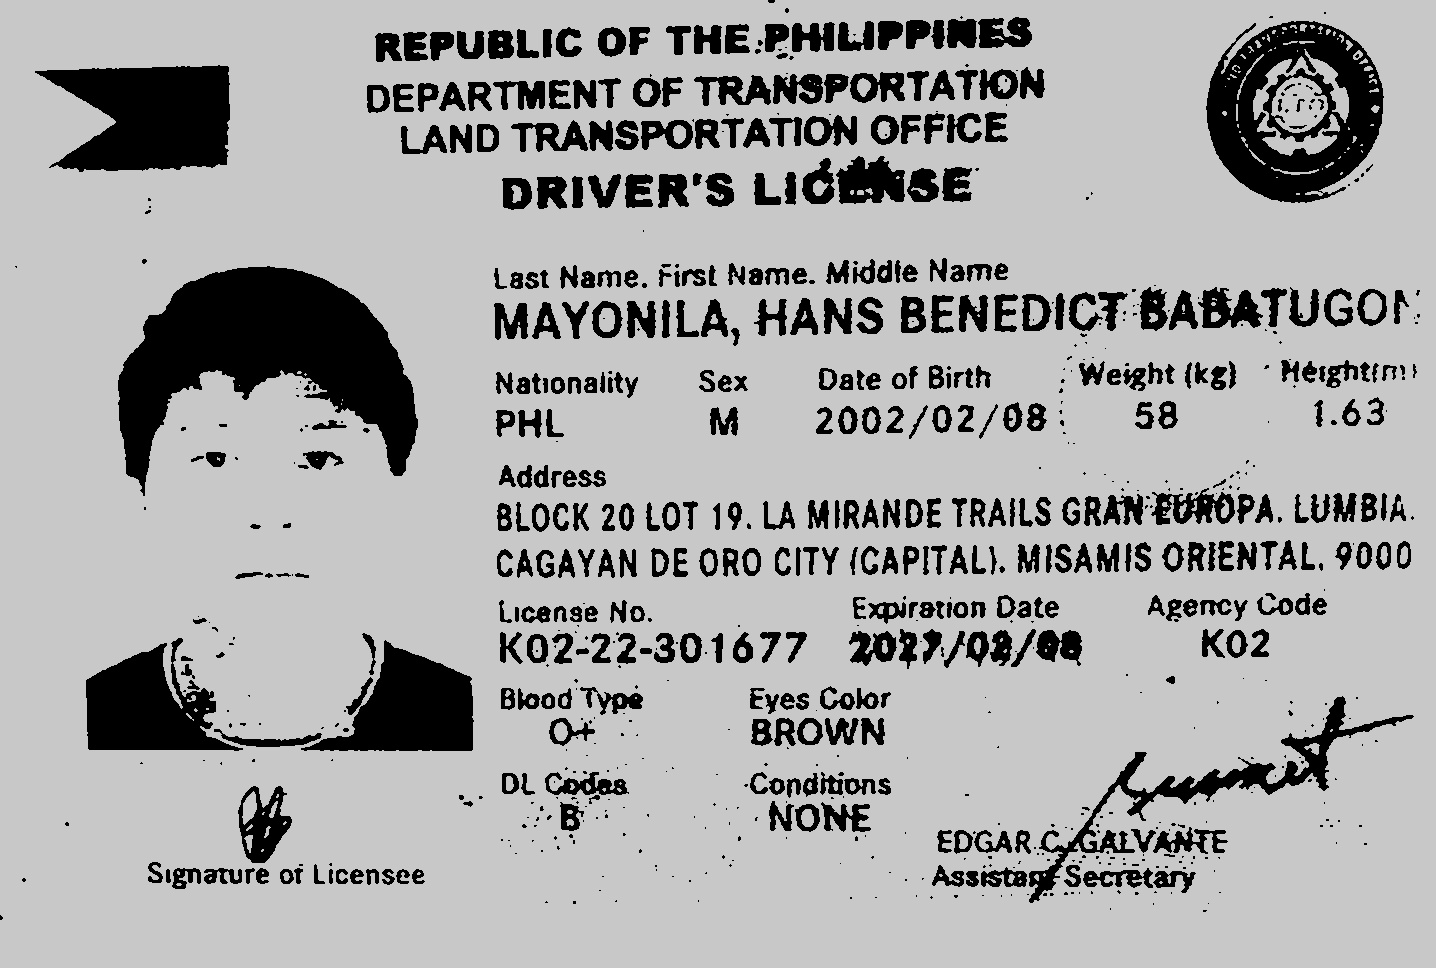 REPUBLIC OF THE PHILIPPINES
DEPARTMENT OF TRANSPORTATION
LAND TRANSPORTATION OFFICE
DRIVER'S LICENSE
Last Name. First Name. Middle Name
MAYONILA, HANS BENEDICT BABATUGON
Nationality Sex Date of Birth Weight (kg) Height(m)
PHL M 2002/02/08 58 1.63
Address
BLOCK 20 LOT 19. LA MIRANDE TRAILS GRAN EUROPA. LUMBIA.
CAGAYAN DE ORO CITY (CAPITAL). MISAMIS ORIENTAL. 9000
License No. Expiration Date Agency Code
K02-22-301677 2027/02/08 K02
Blood Type Eyes Color
O+ BROWN
DL Codes Conditions
B NONE
EDGAR C. GALVANTE
Assistant Secretary
Signature of Licensee